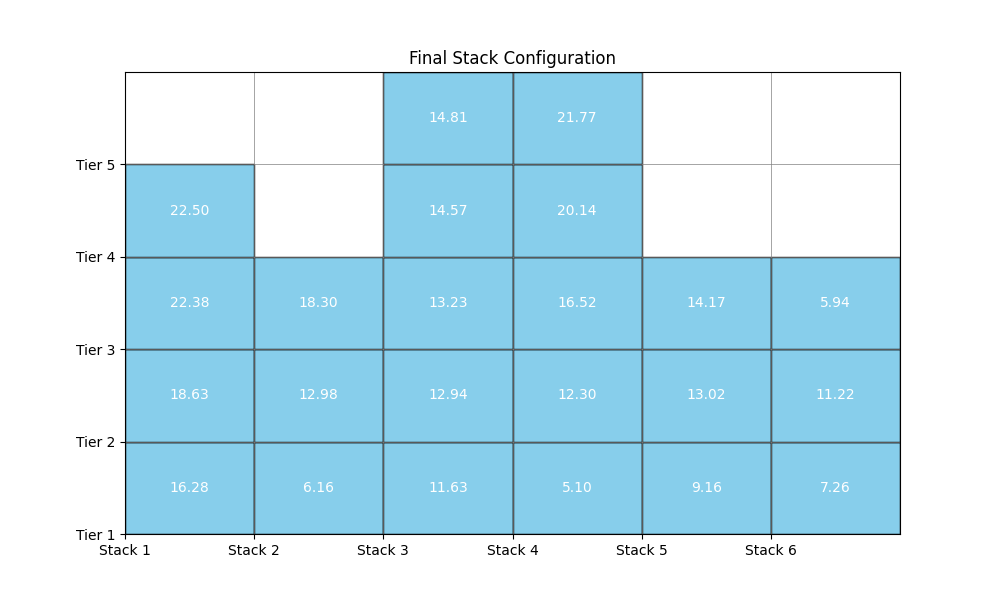 Final Stack Configuration
14.81 21.77
Tier 5
22.50 14.57 20.14
Tier 4
22.38 18.30 13.23 16.52 14.17 5.94
Tier 3
18.63 12.98 12.94 12.30 13.02 11.22
Tier 2
16.28 6.16 11.63 5.10 9.16 7.26
Tier 1
Stack 1 Stack 2 Stack 3 Stack 4 Stack 5 Stack 6